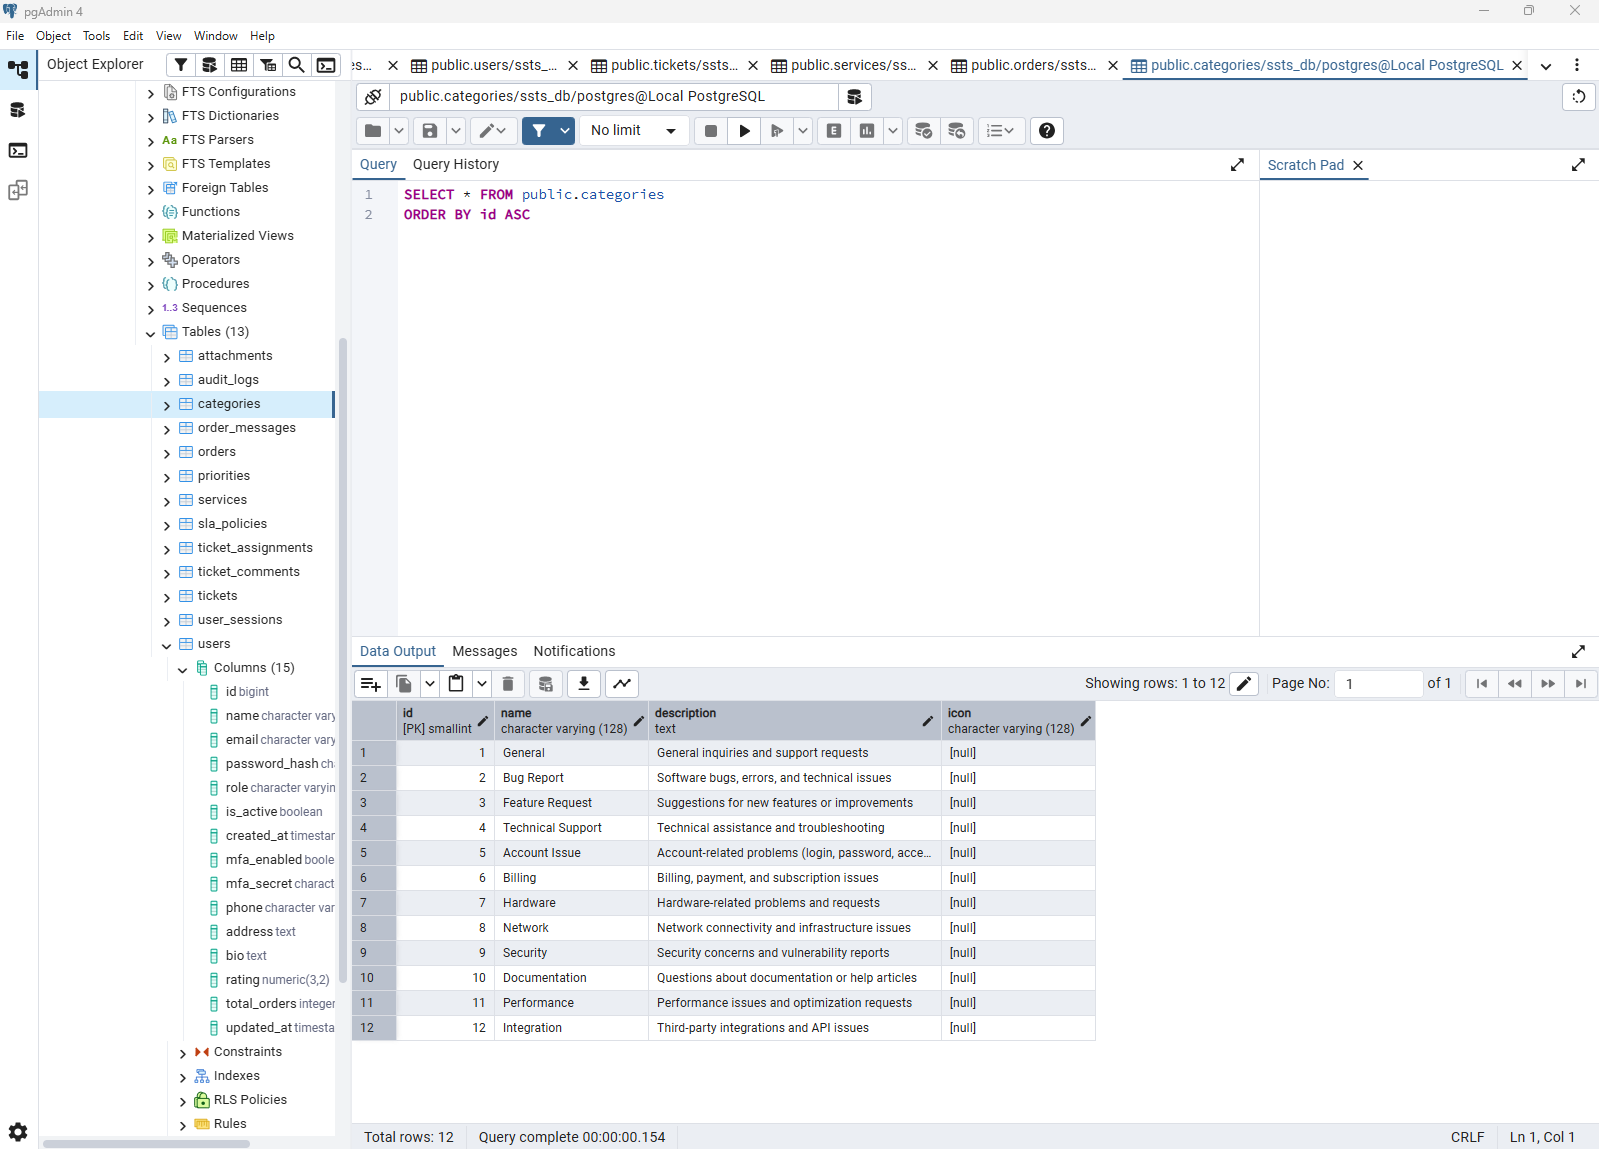 pgAdmin 4
File Object Tools Edit View Window Help
Object Explorer
es...
public.users/ssts_...
public.tickets/ssts...
public.services/ss...
public.orders/ssts...
public.categories/ssts_db/postgres@Local PostgreSQL
public.categories/ssts_db/postgres@Local PostgreSQL
No limit
E
Query
Query History
Scratch Pad
1 SELECT * FROM public.categories
2 ORDER BY id ASC
FTS Configurations
FTS Dictionaries
Aa FTS Parsers
FTS Templates
Foreign Tables
Functions
Materialized Views
Operators
Procedures
1..3 Sequences
Tables (13)
attachments
audit_logs
categories
order_messages
orders
priorities
services
sla_policies
ticket_assignments
ticket_comments
tickets
user_sessions
users
Columns (15)
id bigint
name character vary
email character vary
password_hash ch
role character varyin
is_active boolean
created_at timestar
mfa_enabled boole
mfa_secret charact
phone character var
address text
bio text
rating numeric(3,2)
total_orders integer
updated_at timesta
Constraints
Indexes
RLS Policies
Rules
Data Output Messages Notifications
Showing rows: 1 to 12
Page No: 1 of 1
id [PK] smallint
name character varying (128)
description text
icon character varying (128)
1 1 General General inquiries and support requests [null]
2 2 Bug Report Software bugs, errors, and technical issues [null]
3 3 Feature Request Suggestions for new features or improvements [null]
4 4 Technical Support Technical assistance and troubleshooting [null]
5 5 Account Issue Account-related problems (login, password, acce... [null]
6 6 Billing Billing, payment, and subscription issues [null]
7 7 Hardware Hardware-related problems and requests [null]
8 8 Network Network connectivity and infrastructure issues [null]
9 9 Security Security concerns and vulnerability reports [null]
10 10 Documentation Questions about documentation or help articles [null]
11 11 Performance Performance issues and optimization requests [null]
12 12 Integration Third-party integrations and API issues [null]
Total rows: 12
Query complete 00:00:00.154
CRLF
Ln 1, Col 1